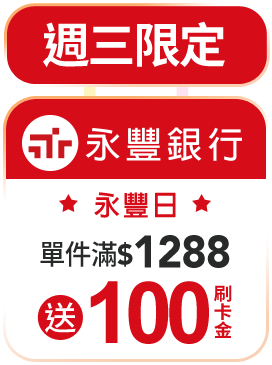 週三限定
永豐銀行
★ 永豐日 ★
單件滿$1288
送100刷卡金